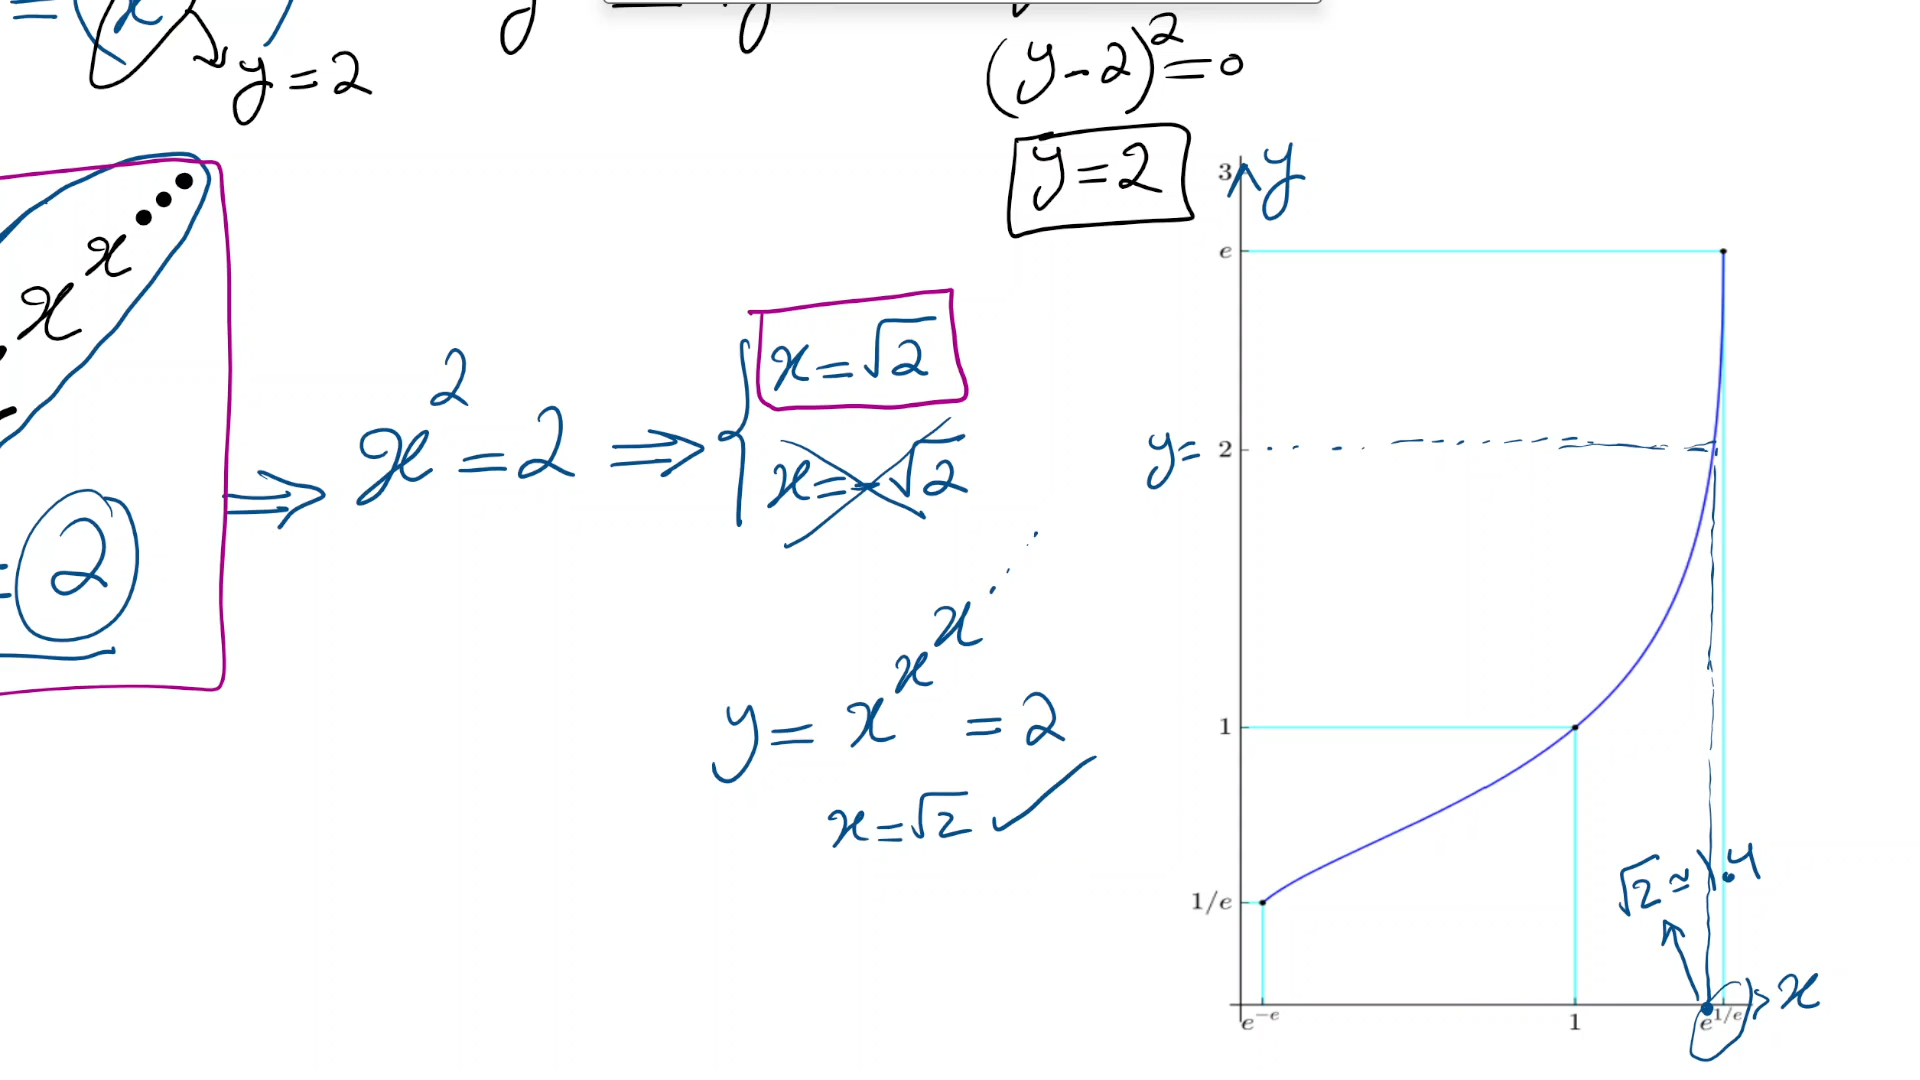 x
y = 2
(y-2)² = 0
y = 2
x x
= 2
⇒ x² = 2 ⇒ { x = √2
x = -√2
y = x^x^x^⋰ = 2
x = √2 ✓
3 y
e
y = 2
1
1/e
√2 ≃ 1.4
e^{-e} 1 e^{1/e} x